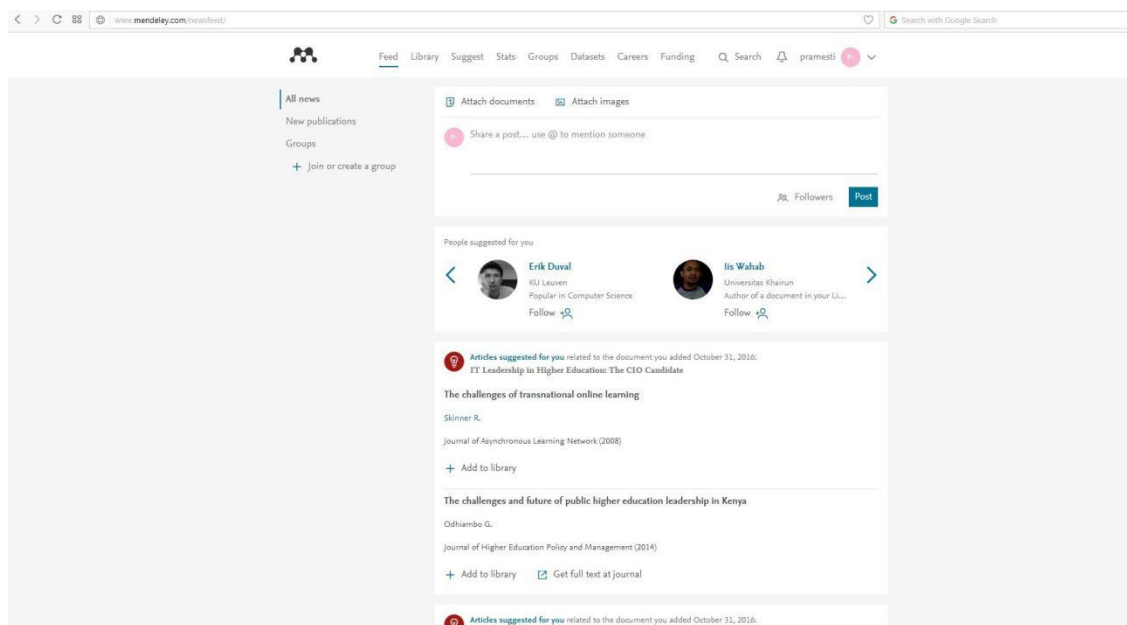 www.mendeley.com/newsfeed/
Search with Google Search
Feed Library Suggest Stats Groups Datasets Careers Funding Search pramesti
All news
New publications
Groups
+ Join or create a group
Attach documents Attach images
Share a post... use @ to mention someone
Followers Post
People suggested for you
Erik Duval
KU Leuven
Popular in Computer Science
Follow
Iis Wahab
Universitas Khairun
Author of a document in your Li...
Follow
Articles suggested for you related to the document you added October 31, 2016:
IT Leadership in Higher Education: The CIO Candidate
The challenges of transnational online learning
Skinner R.
Journal of Asynchronous Learning Network (2008)
+ Add to library
The challenges and future of public higher education leadership in Kenya
Odhiambo G.
Journal of Higher Education Policy and Management (2014)
+ Add to library Get full text at journal
Articles suggested for you related to the document you added October 31, 2016: